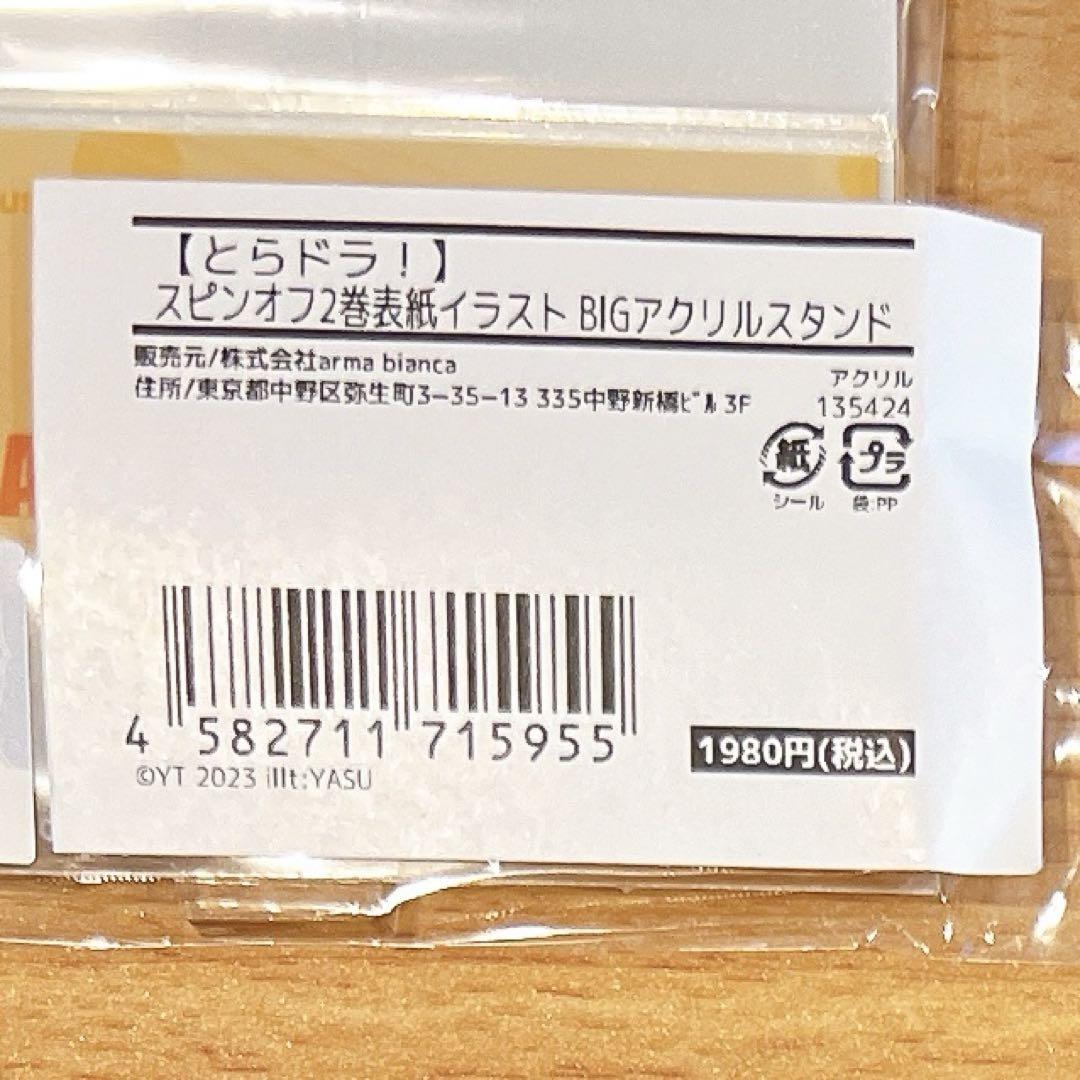 【とらドラ！】
スピンオフ2巻表紙イラスト BIGアクリルスタンド
販売元/株式会社arma bianca
住所/東京都中野区弥生町3-35-13 335中野新橋ﾋﾞﾙ 3F
アクリル
135424
紙 プラ
シール 袋:PP
4 582711 715955
1980円(税込)
©YT 2023 illt:YASU